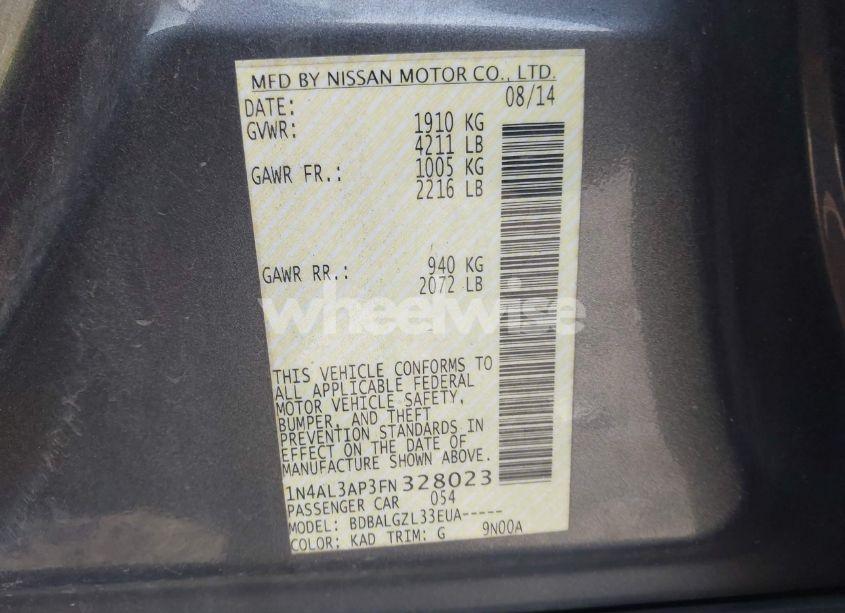 MFD BY NISSAN MOTOR CO., LTD.
DATE: 08/14
GVWR: 1910 KG
4211 LB
GAWR FR.: 1005 KG
2216 LB
GAWR RR.: 940 KG
2072 LB
wheelwise
THIS VEHICLE CONFORMS TO
ALL APPLICABLE FEDERAL
MOTOR VEHICLE SAFETY,
BUMPER, AND THEFT
PREVENTION STANDARDS IN
EFFECT ON THE DATE OF
MANUFACTURE SHOWN ABOVE.
1N4AL3AP3FN328023
PASSENGER CAR 054
MODEL: BDBALGZL33EUA-----
COLOR: KAD TRIM: G 9N00A